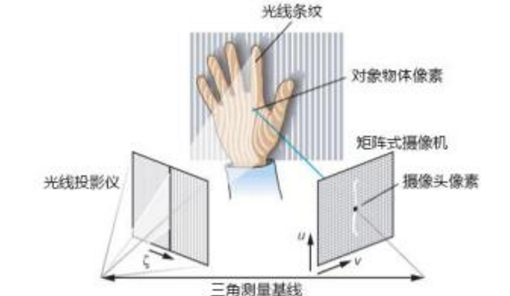 光线条纹
对象物体像素
矩阵式摄像机
光线投影仪
摄像头像素
u
ζ
v
三角测量基线